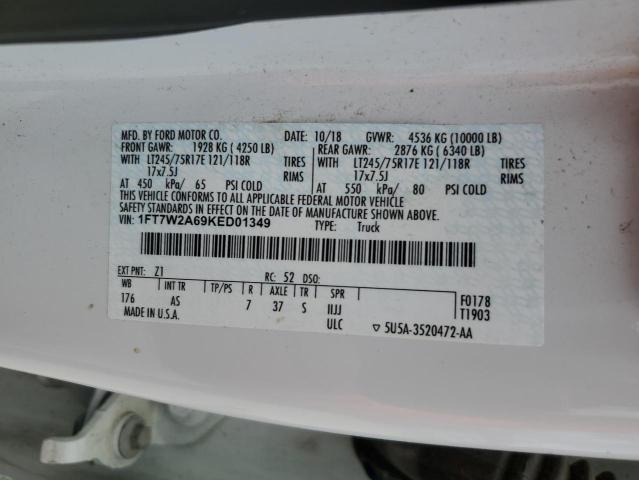 MFD. BY FORD MOTOR CO. DATE: 10/18 GVWR: 4536 KG (10000 LB)
FRONT GAWR: 1928 KG (4250 LB) REAR GAWR: 2876 KG (6340 LB)
WITH LT245/75R17E 121/118R TIRES WITH LT245/75R17E 121/118R TIRES
17x7.5J RIMS 17x7.5J RIMS
AT 450 kPa/ 65 PSI COLD AT 550 kPa/ 80 PSI COLD
THIS VEHICLE CONFORMS TO ALL APPLICABLE FEDERAL MOTOR VEHICLE
SAFETY STANDARDS IN EFFECT ON THE DATE OF MANUFACTURE SHOWN ABOVE.
VIN: 1FT7W2A69KED01349 TYPE: Truck
EXT PNT: Z1 RC: 52 DSO:
WB INT TR TP/PS R AXLE TR SPR F0178
176 AS 7 37 S IIJJ T1903
MADE IN U.S.A. ULC ▽ 5U5A-3520472-AA